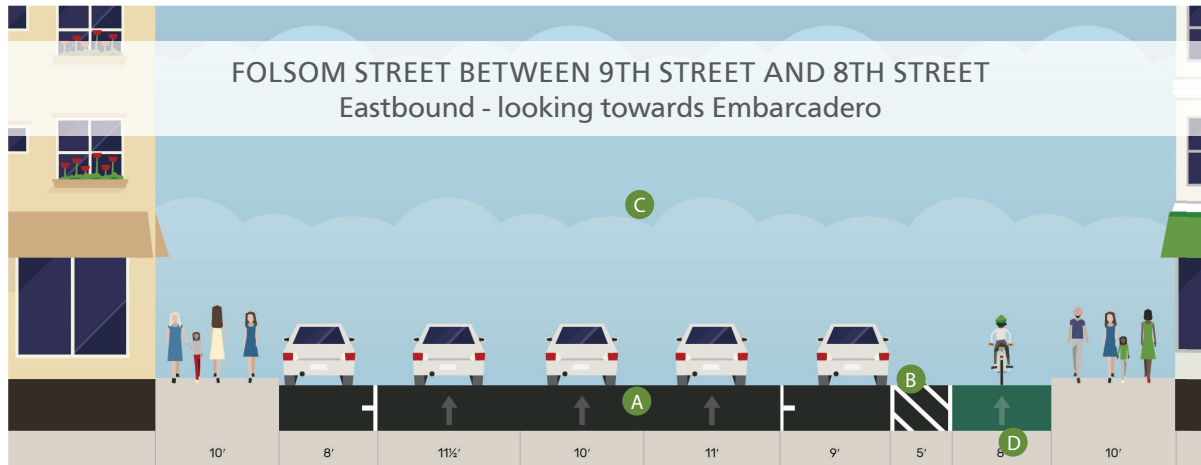 FOLSOM STREET BETWEEN 9TH STREET AND 8TH STREET
Eastbound - looking towards Embarcadero
C
B
A
D
10' 8' 11½' 10' 11' 9' 5' 8' 10'